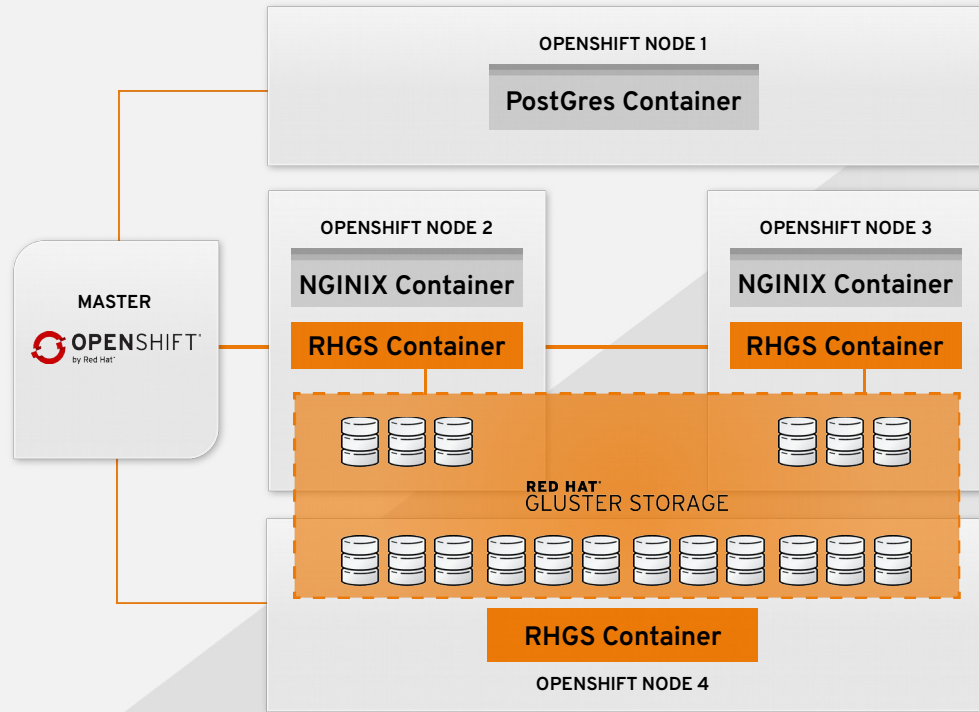 OPENSHIFT NODE 1
PostGres Container
OPENSHIFT NODE 2
NGINIX Container
RHGS Container
OPENSHIFT NODE 3
NGINIX Container
RHGS Container
MASTER
OPENSHIFT
by Red Hat
RED HAT
GLUSTER STORAGE
RHGS Container
OPENSHIFT NODE 4